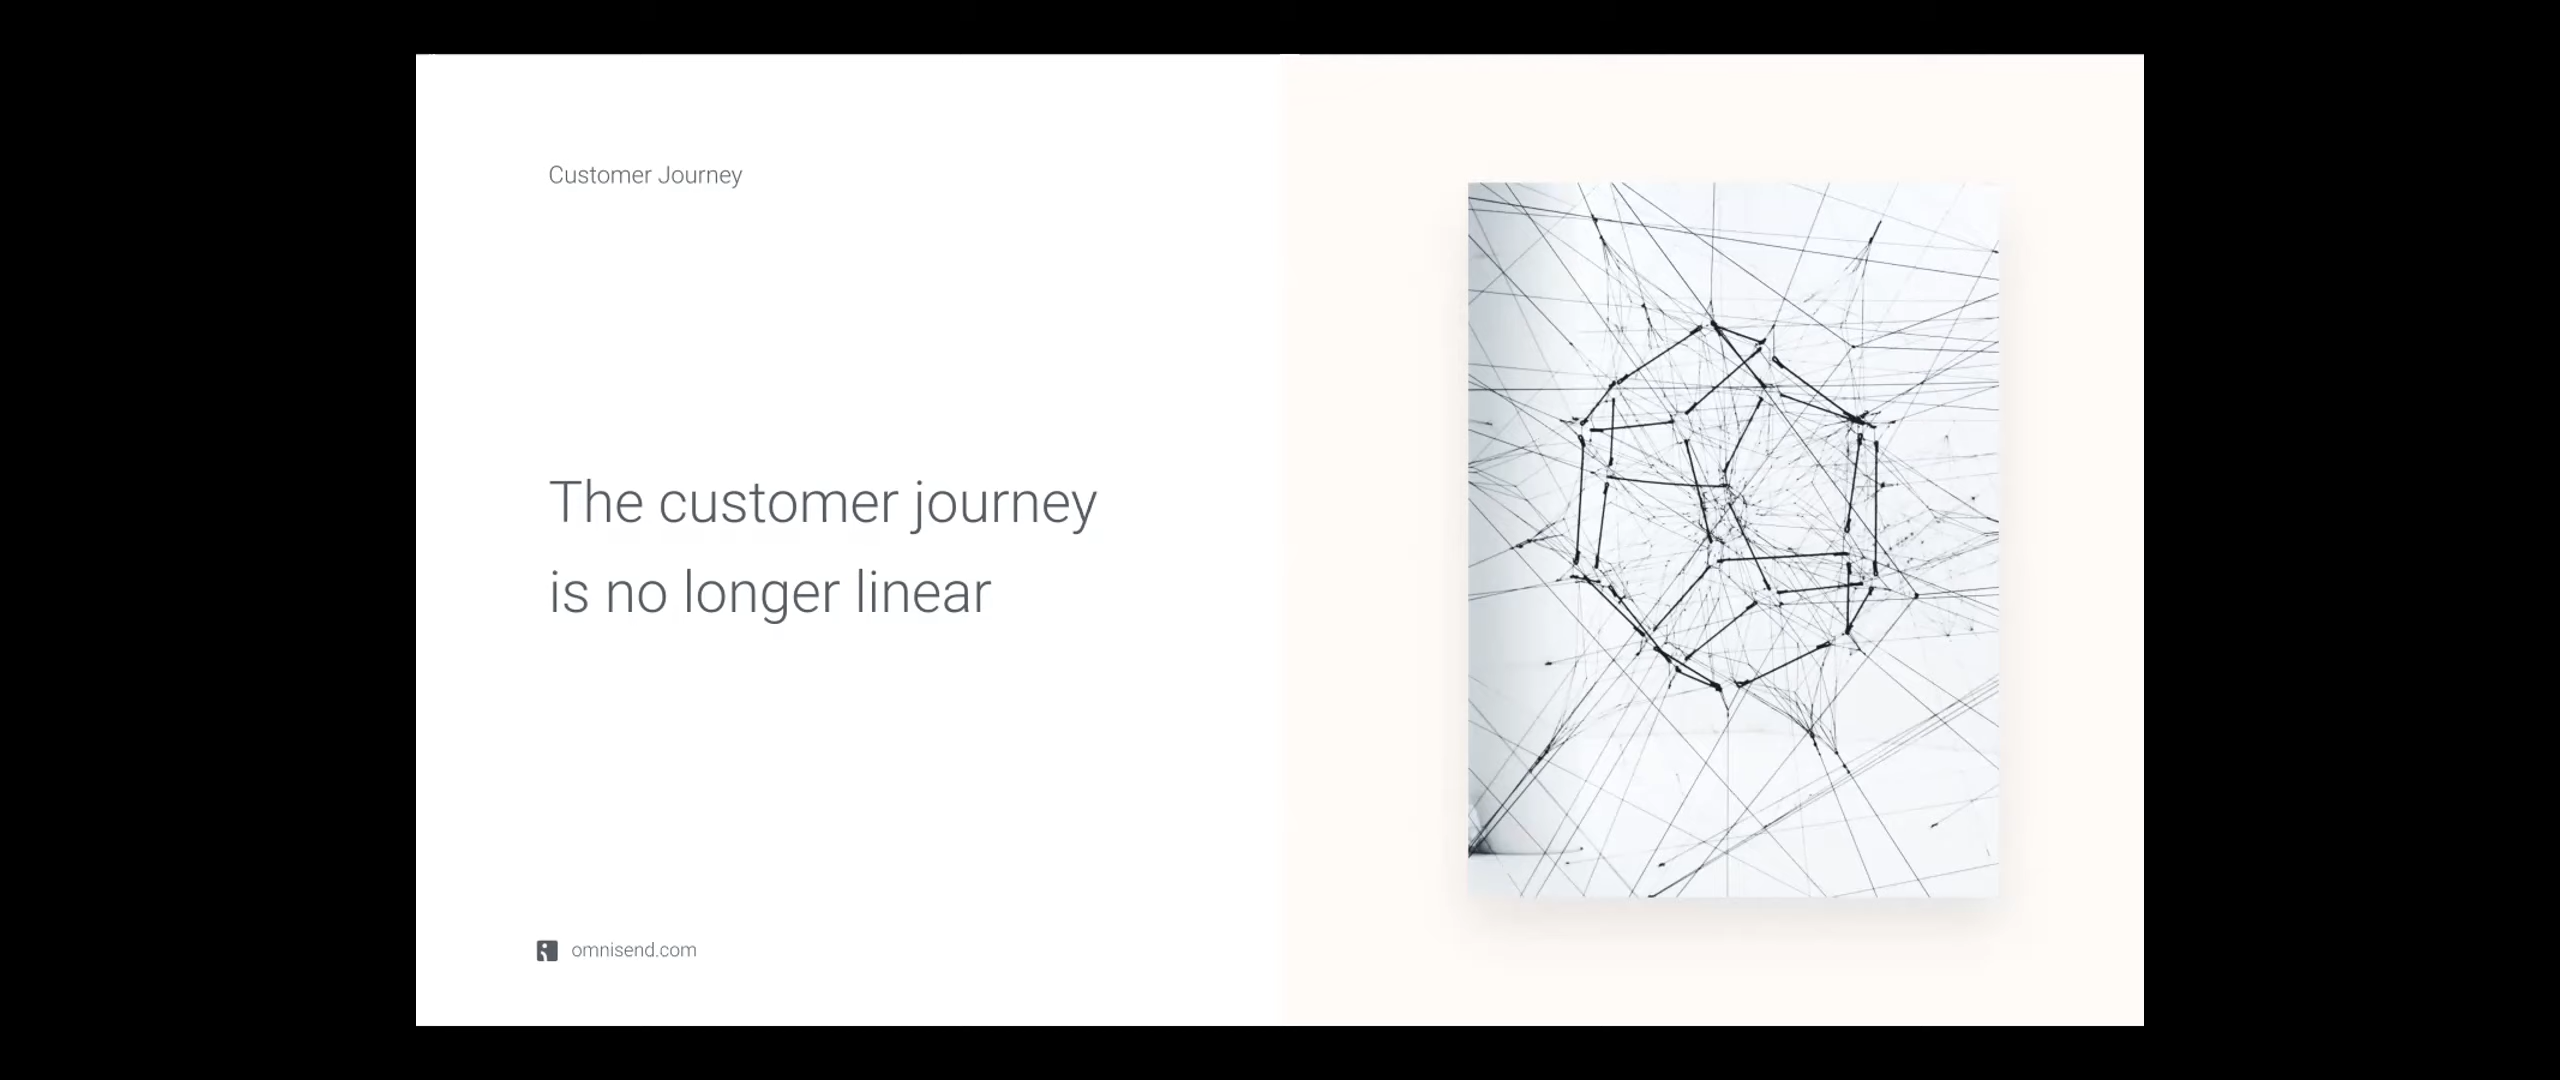 Customer Journey
The customer journey
is no longer linear
omnisend.com